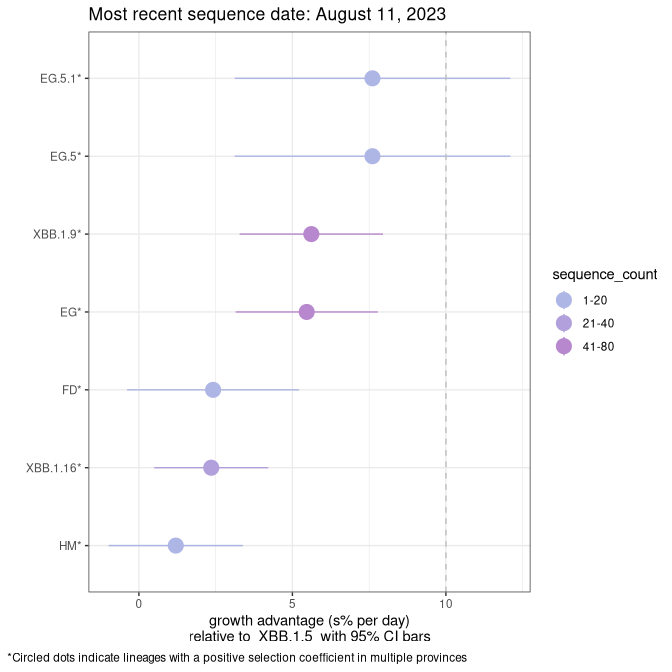 Most recent sequence date: August 11, 2023
EG.5.1*
EG.5*
XBB.1.9*
EG*
FD*
XBB.1.16*
HM*
0 5 10
growth advantage (s% per day)
relative to XBB.1.5 with 95% CI bars
sequence_count
1-20
21-40
41-80
*Circled dots indicate lineages with a positive selection coefficient in multiple provinces